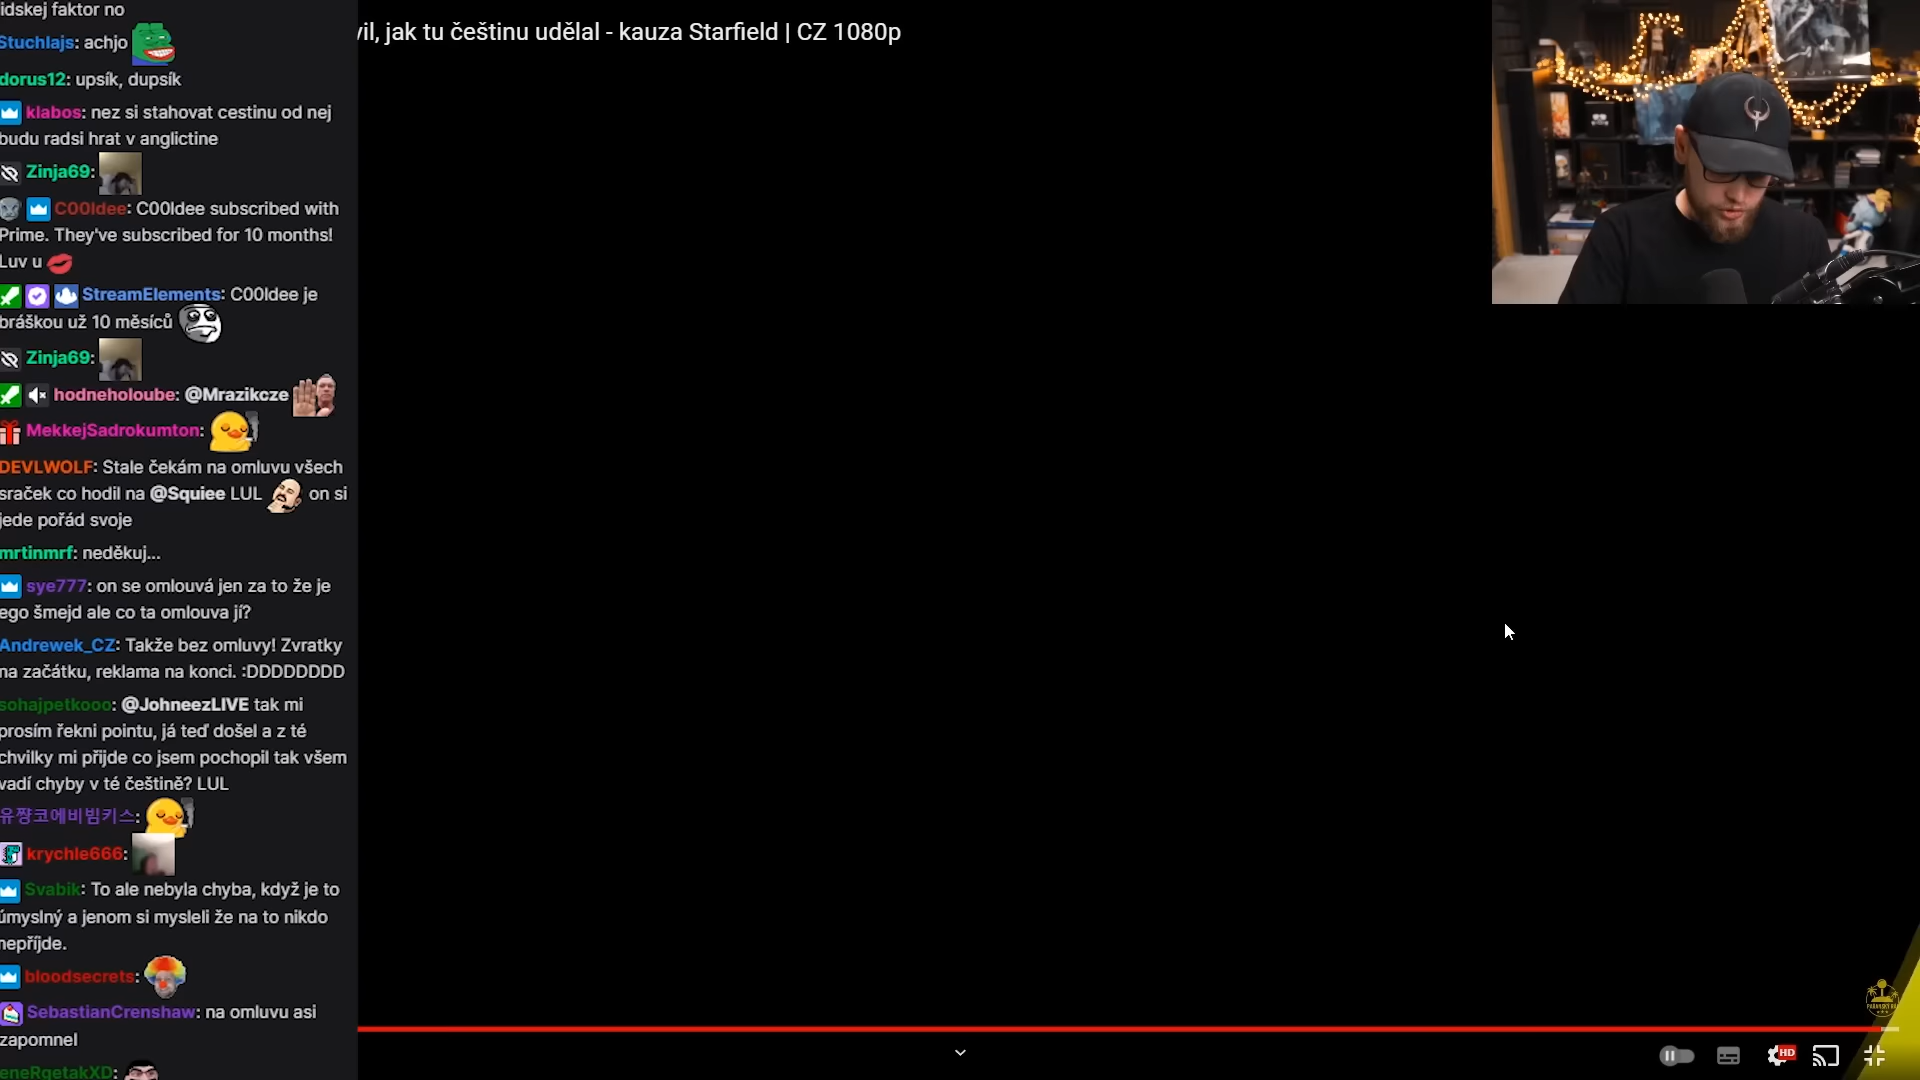 idskej faktor no
Stuchlajs: achjo
dorus12: upsík, dupsík
klabos: nez si stahovat cestinu od nej
budu radsi hrat v anglictine
Zinja69:
C00ldee: C00ldee subscribed with
Prime. They've subscribed for 10 months!
Luv u
StreamElements: C00ldee je
bráškou už 10 měsíců
Zinja69:
hodneholoube: @Mrazikcze
MekkejSadrokumton:
DEVLWOLF: Stale čekám na omluvu všech
sraček co hodil na @Squiee LUL on si
jede pořád svoje
mrtinmrf: neděkuj...
sye777: on se omlouvá jen za to že je
ego šmejd ale co ta omlouva jí?
Andrewek_CZ: Takže bez omluvy! Zvratky
na začátku, reklama na konci. :DDDDDDDD
sohajpetkooo: @JohneezLIVE tak mi
prosím řekni pointu, já teď došel a z té
chvilky mi přijde co jsem pochopil tak všem
vadí chyby v té češtině? LUL
유쨩코에비빔키스:
krychle666:
Svabik: To ale nebyla chyba, když je to
úmyslný a jenom si mysleli že na to nikdo
nepříjde.
bloodsecrets:
SebastianCrenshaw: na omluvu asi
zapomnel
eneRgetakXD:
vil, jak tu češtinu udělal - kauza Starfield | CZ 1080p
HD